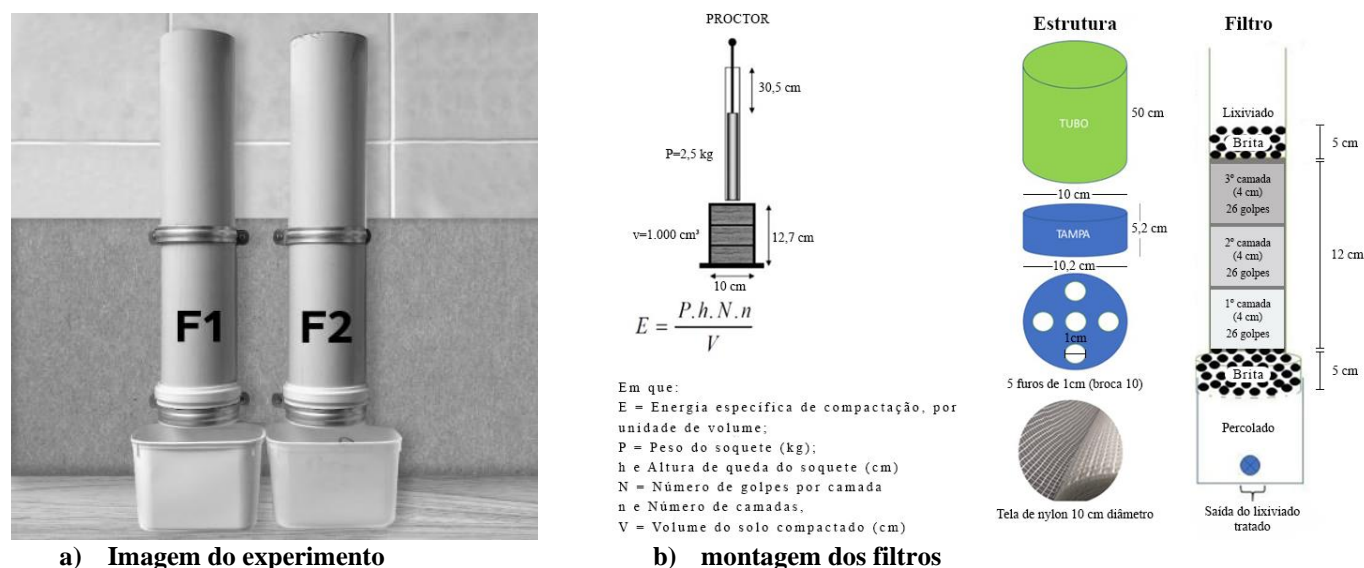 F1
F2
a) Imagem do experimento
PROCTOR
30,5 cm
P=2,5 kg
v=1.000 cm³
12,7 cm
10 cm
E = P.h.N.n / V
Em que:
E = Energia específica de compactação, por
unidade de volume;
P = Peso do soquete (kg);
h e Altura de queda do soquete (cm)
N = Número de golpes por camada
n e Número de camadas,
V = Volume do solo compactado (cm)
Estrutura
TUBO
50 cm
10 cm
TAMPA
5,2 cm
10,2 cm
1cm
5 furos de 1cm (broca 10)
Tela de nylon 10 cm diâmetro
Filtro
Lixiviado
Brita
5 cm
3º camada
(4 cm)
26 golpes
2º camada
(4 cm)
26 golpes
12 cm
1º camada
(4 cm)
26 golpes
Brita
5 cm
Percolado
Saída do lixiviado
tratado
b) montagem dos filtros